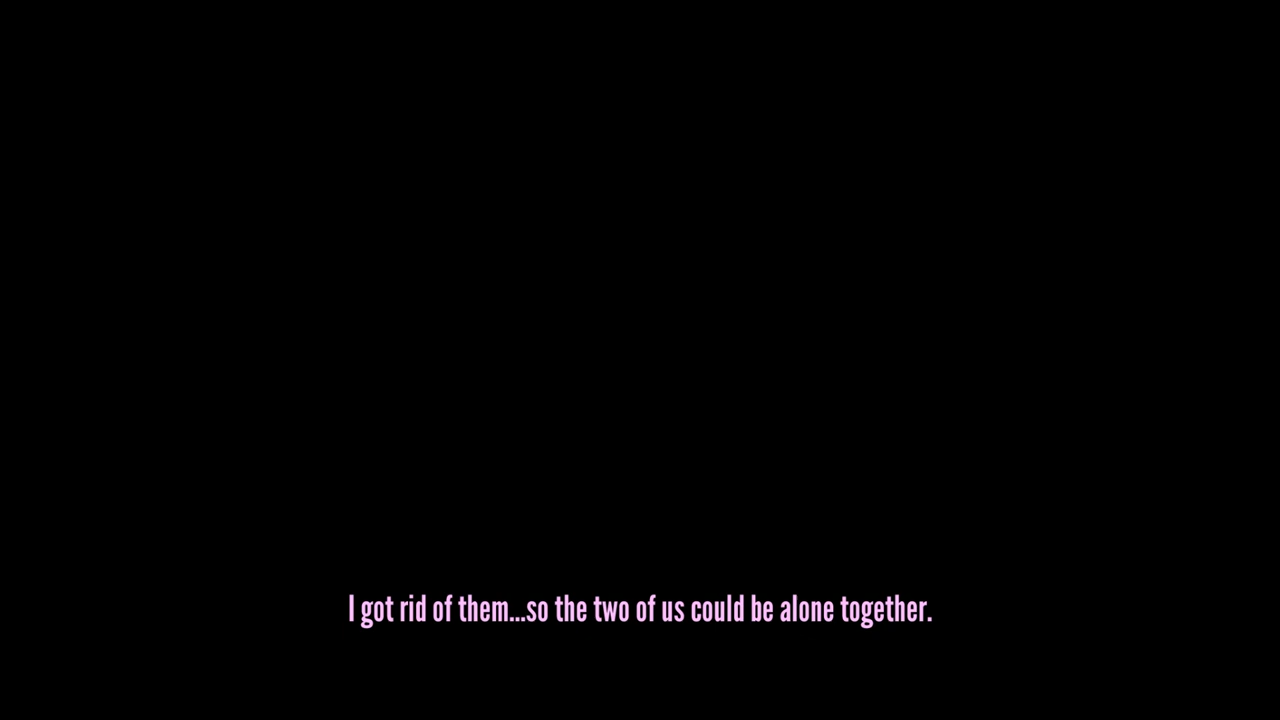 I got rid of them...so the two of us could be alone together.